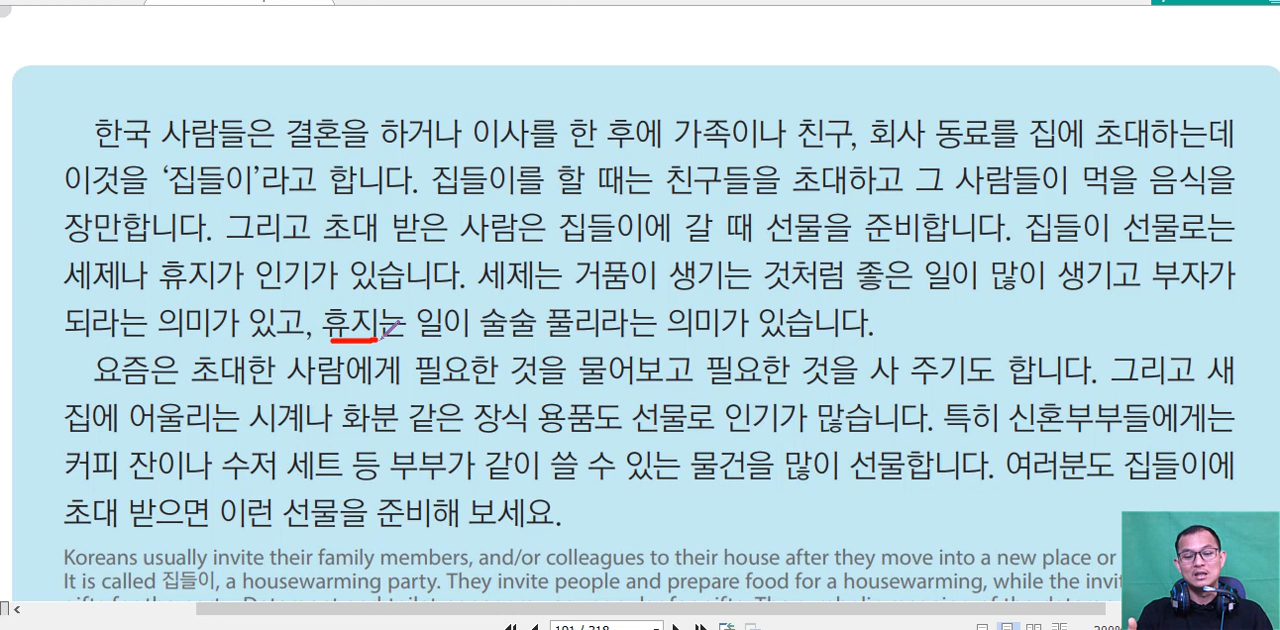 한국 사람들은 결혼을 하거나 이사를 한 후에 가족이나 친구, 회사 동료를 집에 초대하는데
이것을 ‘집들이’라고 합니다. 집들이를 할 때는 친구들을 초대하고 그 사람들이 먹을 음식을
장만합니다. 그리고 초대 받은 사람은 집들이에 갈 때 선물을 준비합니다. 집들이 선물로는
세제나 휴지가 인기가 있습니다. 세제는 거품이 생기는 것처럼 좋은 일이 많이 생기고 부자가
되라는 의미가 있고, 휴지는 일이 술술 풀리라는 의미가 있습니다.
요즘은 초대한 사람에게 필요한 것을 물어보고 필요한 것을 사 주기도 합니다. 그리고 새
집에 어울리는 시계나 화분 같은 장식 용품도 선물로 인기가 많습니다. 특히 신혼부부들에게는
커피 잔이나 수저 세트 등 부부가 같이 쓸 수 있는 물건을 많이 선물합니다. 여러분도 집들이에
초대 받으면 이런 선물을 준비해 보세요.
Koreans usually invite their family members, and/or colleagues to their house after they move into a new place or
It is called 집들이, a housewarming party. They invite people and prepare food for a housewarming, while the
191 / 318
200%